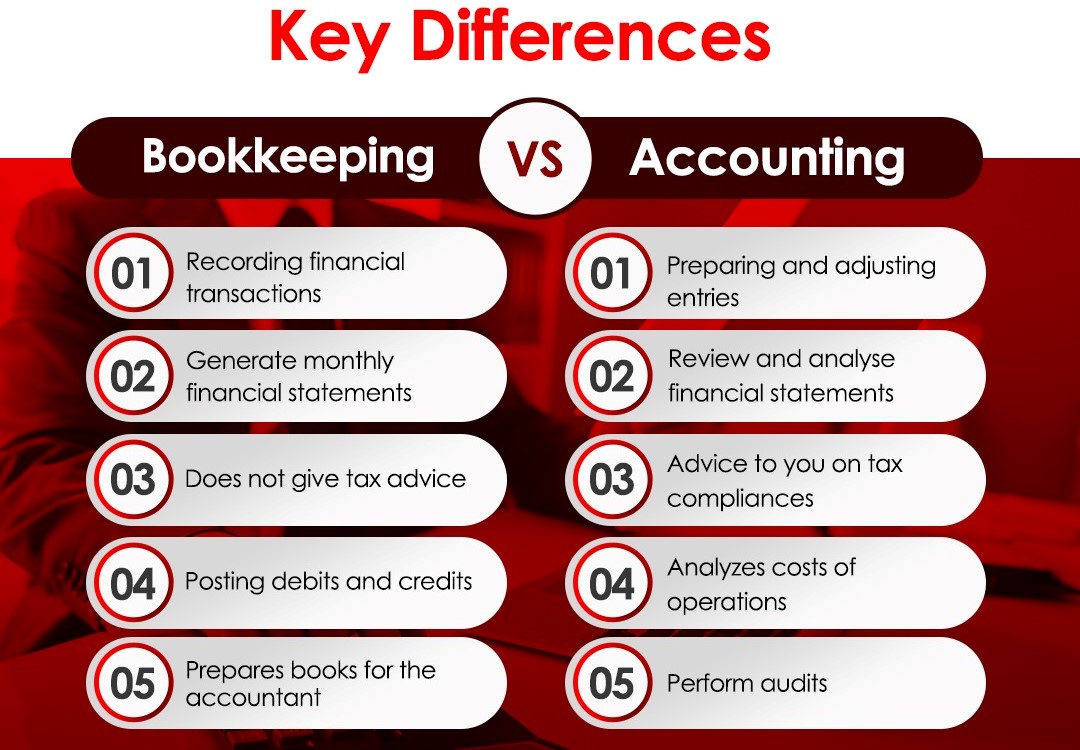 Key Differences
Bookkeeping VS Accounting
01 Recording financial
transactions
02 Generate monthly
financial statements
03 Does not give tax advice
04 Posting debits and credits
05 Prepares books for the
accountant
01 Preparing and adjusting
entries
02 Review and analyse
financial statements
03 Advice to you on tax
compliances
04 Analyzes costs of
operations
05 Perform audits